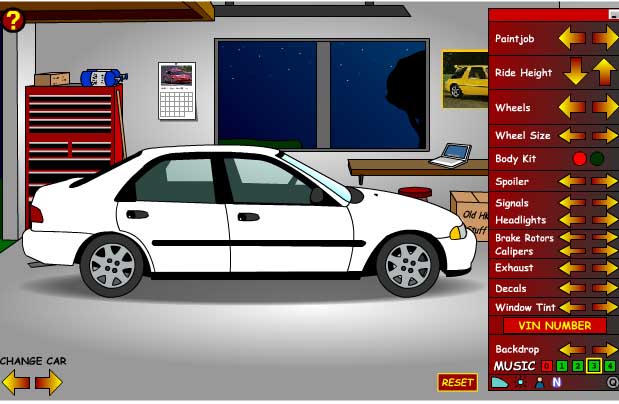 ?
Paintjob
Ride Height
Wheels
Wheel Size
Body Kit
Spoiler
Signals
Headlights
Brake Rotors
Calipers
Exhaust
Decals
Window Tint
VIN NUMBER
Backdrop
MUSIC 0 1 2 3 4
N Q
Old
CHANGE CAR
RESET